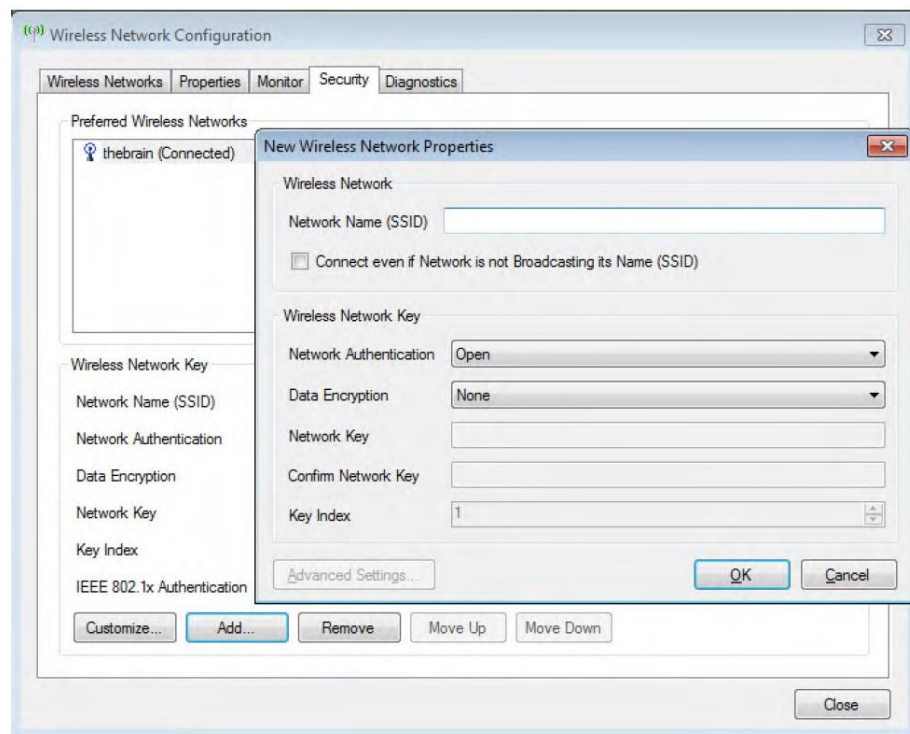 Wireless Network Configuration
Wireless Networks Properties Monitor Security Diagnostics
Preferred Wireless Networks
thebrain (Connected)
New Wireless Network Properties
Wireless Network
Network Name (SSID)
Connect even if Network is not Broadcasting its Name (SSID)
Wireless Network Key
Network Authentication Open
Data Encryption None
Network Key
Confirm Network Key
Key Index 1
Advanced Settings... OK Cancel
Wireless Network Key
Network Name (SSID)
Network Authentication
Data Encryption
Network Key
Key Index
IEEE 802.1x Authentication
Customize... Add... Remove Move Up Move Down
Close